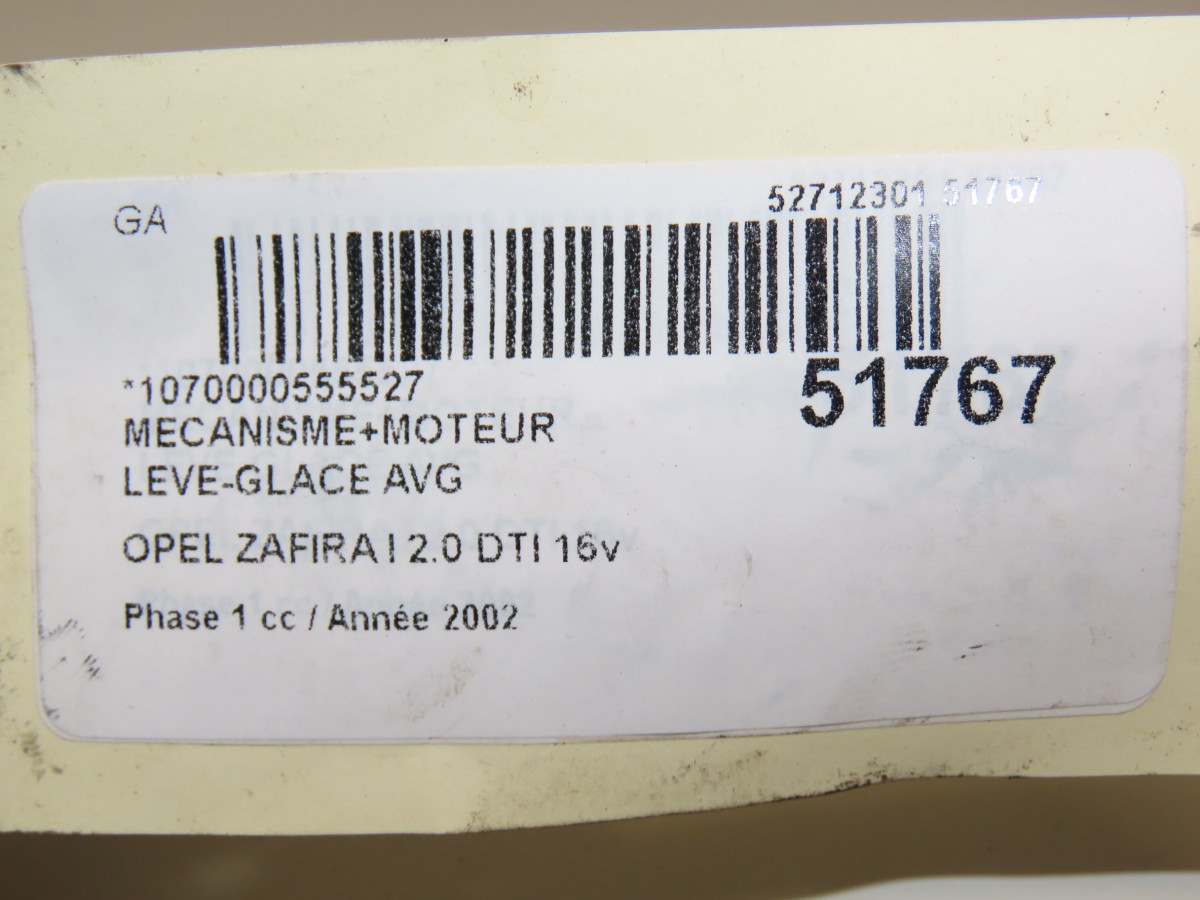 GA
52712301 51767
*1070000555527
51767
MECANISME+MOTEUR
LEVE-GLACE AVG
OPEL ZAFIRA I 2.0 DTI 16v
Phase 1 cc / Année 2002